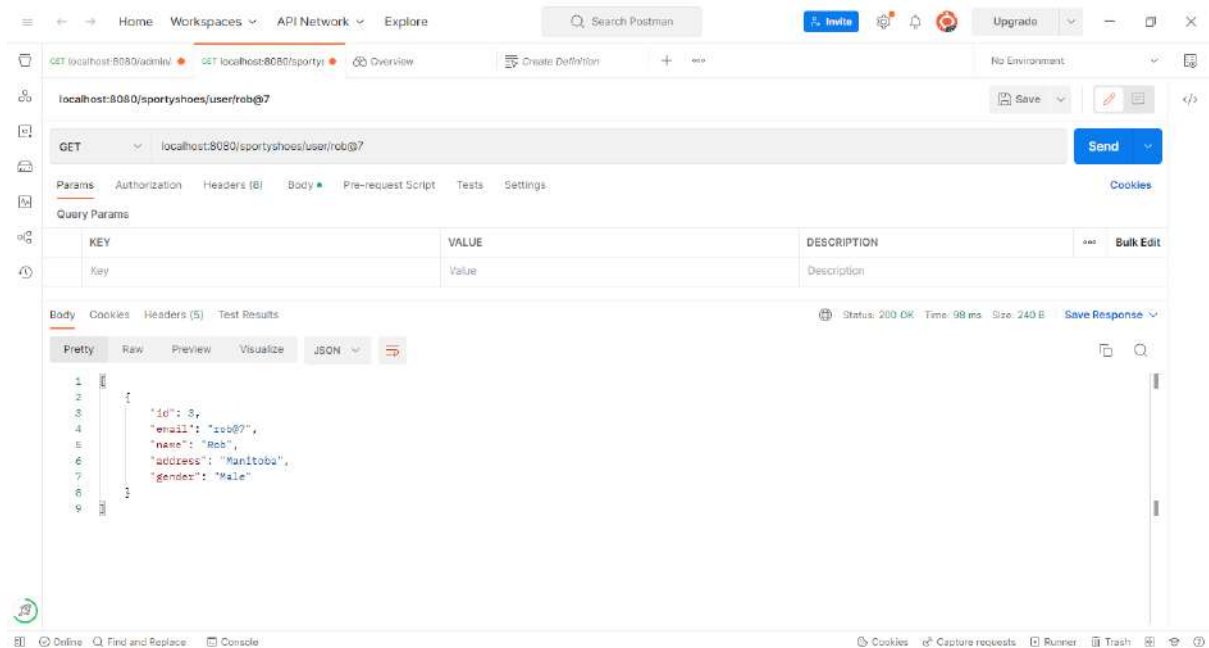 Home Workspaces API Network Explore Search Postman Invite Upgrade
GET localhost:8080/admin/ GET localhost:8080/sporty: Overview Create Definition + No Environment
localhost:8080/sportyshoes/user/rob@7 Save
GET localhost:8080/sportyshoes/user/rob@7 Send
Params Authorization Headers (8) Body Pre-request Script Tests Settings Cookies
Query Params
KEY VALUE DESCRIPTION Bulk Edit
Key Value Description
Body Cookies Headers (5) Test Results Status: 200 OK Time: 98 ms Size: 240 B Save Response
Pretty Raw Preview Visualize JSON
1 [
2 {
3 "id": 3,
4 "email": "rob@7",
5 "name": "Rob",
6 "address": "Manitoba",
7 "gender": "Male"
8 }
9 ]
Online Find and Replace Console Cookies Capture requests Runner Trash